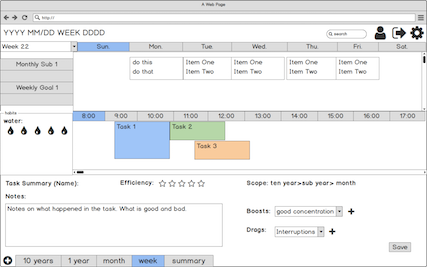 A Web Page
http://
YYYY MM/DD WEEK DDDD
search
Week 22
Sun. Mon. Tue. Wed. Thu. Fri. Sat.
Monthly Sub 1
do this Item One Item One Item One Item One
do that Item Two Item Two Item Two Item Two
Weekly Goal 1
habits
water:
8:00 9:00 10:00 11:00 12:00 13:00 14:00 15:00 16:00 17:00
Task 1 Task 2
Task 3
Task Summary (Name): Efficiency: Scope: ten year>sub year> month
Notes:
Notes on what happened in the task. What is good and bad.
Boosts: good concentration
Drags: Interruptions
Save
10 years 1 year month week summary